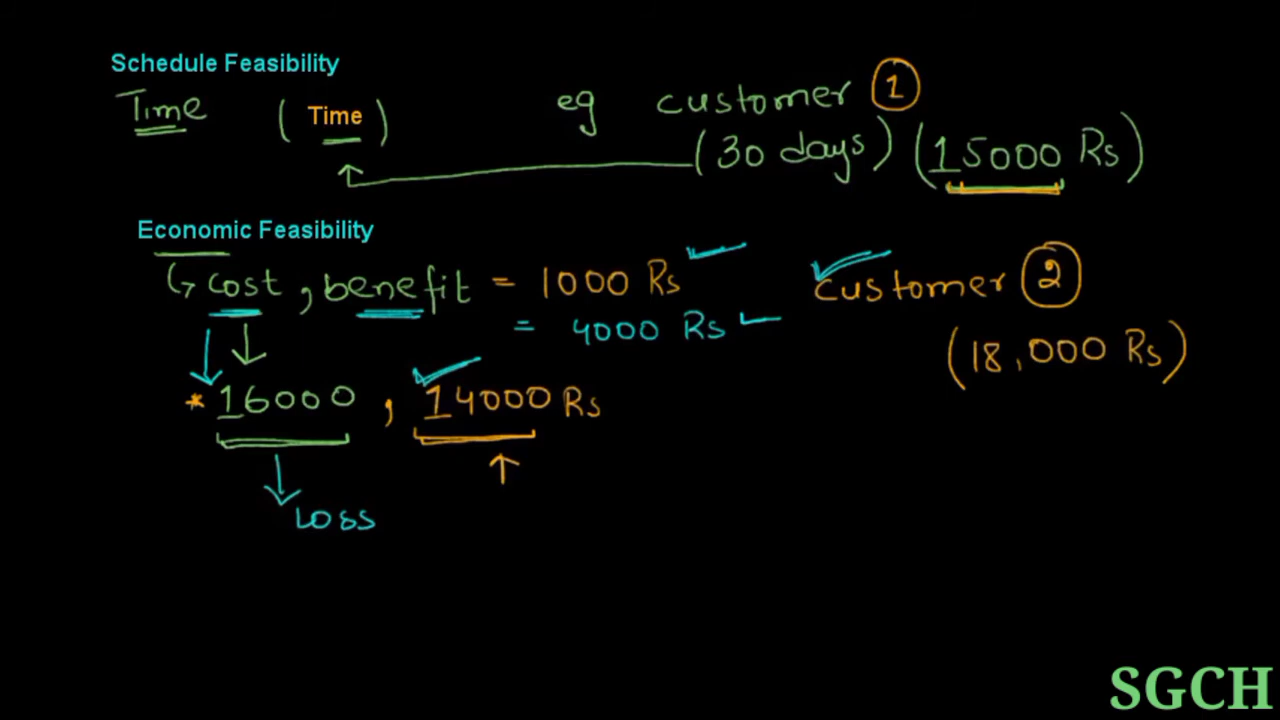 Schedule Feasibility
Time ( Time ) eg customer 1
(30 days) (15000 Rs)
Economic Feasibility
↳ cost, benefit = 1000 Rs ✓ ✓ customer 2
= 4000 Rs ✓ (18,000 Rs)
* 16000, 14000 Rs
Loss
SGCH